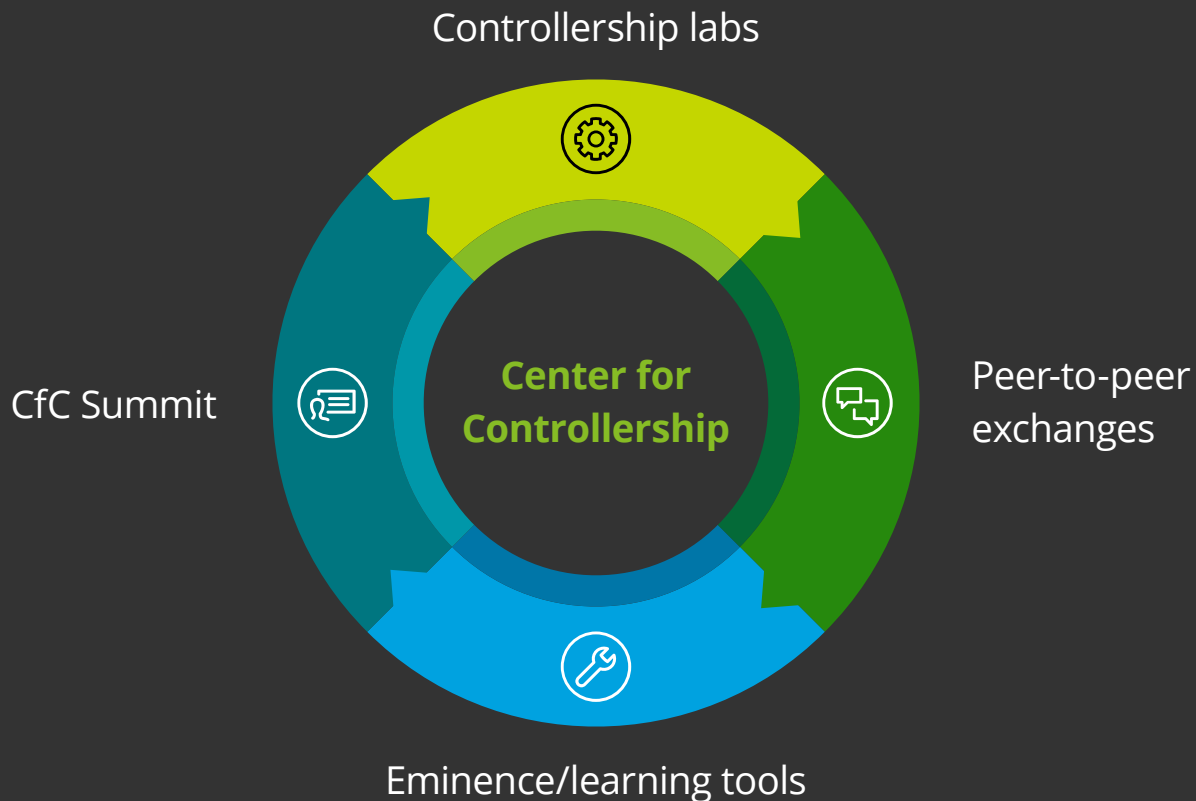 Controllership labs
CfC Summit
Center for
Controllership
Peer-to-peer
exchanges
Eminence/learning tools